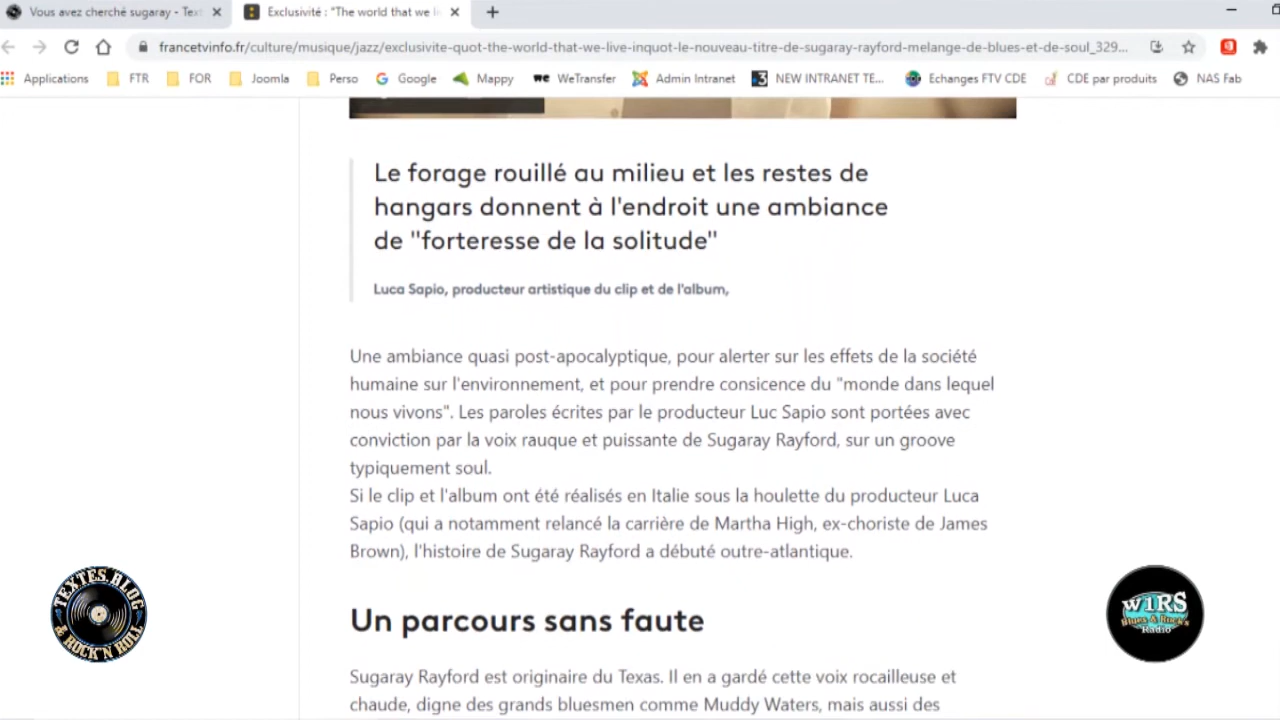 Vous avez cherché sugaray - Text
Exclusivité : "The world that we li
francetvinfo.fr/culture/musique/jazz/exclusivite-quot-the-world-that-we-live-inquot-le-nouveau-titre-de-sugaray-rayford-melange-de-blues-et-de-soul_329...
Applications FTR FOR Joomla Perso Google Mappy WeTransfer Admin Intranet NEW INTRANET TE... Echanges FTV CDE CDE par produits NAS Fab
Le forage rouillé au milieu et les restes de
hangars donnent à l'endroit une ambiance
de "forteresse de la solitude"
Luca Sapio, producteur artistique du clip et de l'album,
Une ambiance quasi post-apocalyptique, pour alerter sur les effets de la société
humaine sur l'environnement, et pour prendre consicence du "monde dans lequel
nous vivons". Les paroles écrites par le producteur Luc Sapio sont portées avec
conviction par la voix rauque et puissante de Sugaray Rayford, sur un groove
typiquement soul.
Si le clip et l'album ont été réalisés en Italie sous la houlette du producteur Luca
Sapio (qui a notamment relancé la carrière de Martha High, ex-choriste de James
Brown), l'histoire de Sugaray Rayford a débuté outre-atlantique.
TEXTES, BLOG
& ROCK'N ROLL
W1RS
Blues & Rock's
Radio
Un parcours sans faute
Sugaray Rayford est originaire du Texas. Il en a gardé cette voix rocailleuse et
chaude, digne des grands bluesmen comme Muddy Waters, mais aussi des